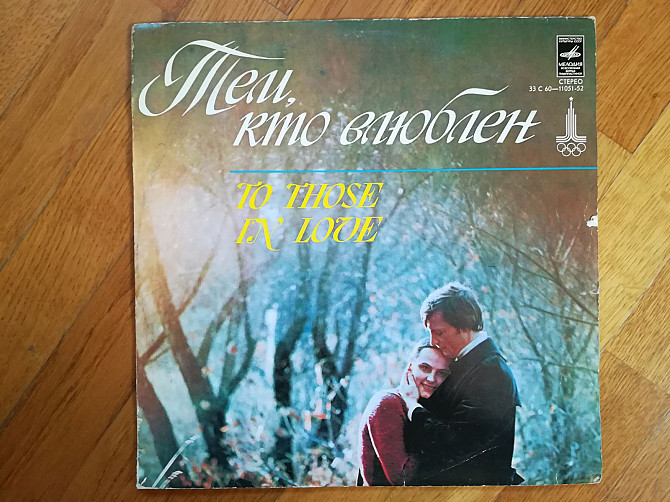 Тем,
кто влюблен
МЕЛОДИЯ
СТЕРЕО
33 С 60—11051-52
TO THOSE
IN LOVE